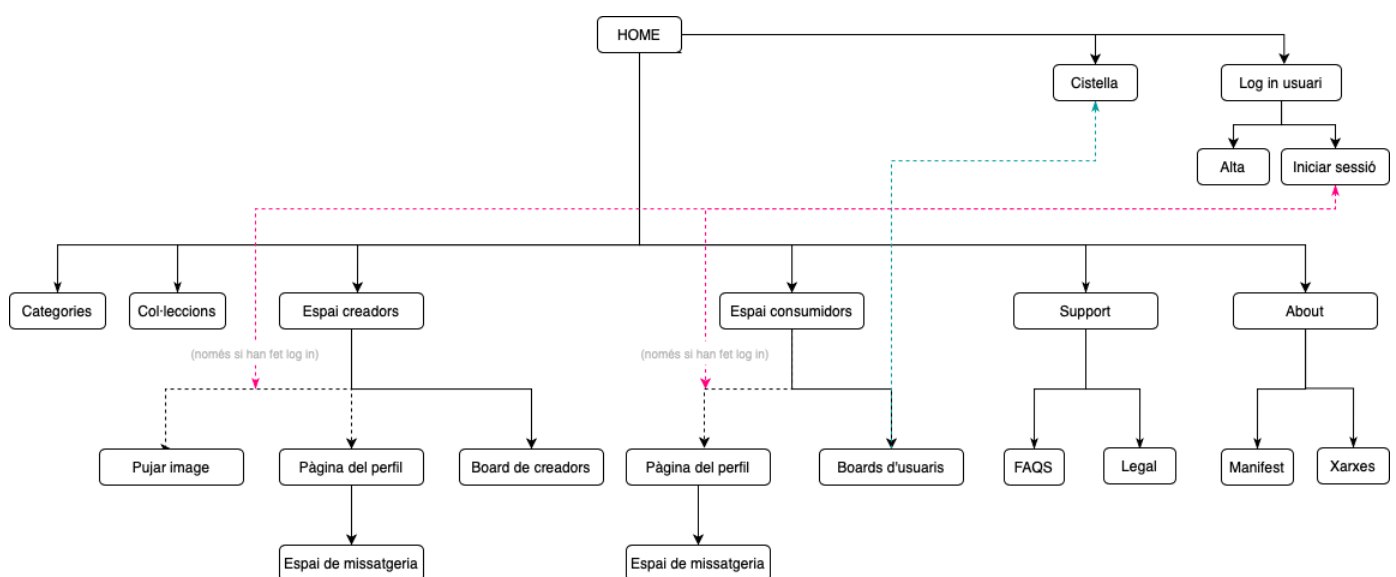 HOME
Cistella
Log in usuari
Alta
Iniciar sessió
Categories
Col·leccions
Espai creadors
Espai consumidors
Support
About
(només si han fet log in)
(només si han fet log in)
Pujar image
Pàgina del perfil
Board de creadors
Pàgina del perfil
Boards d'usuaris
FAQS
Legal
Manifest
Xarxes
Espai de missatgeria
Espai de missatgeria